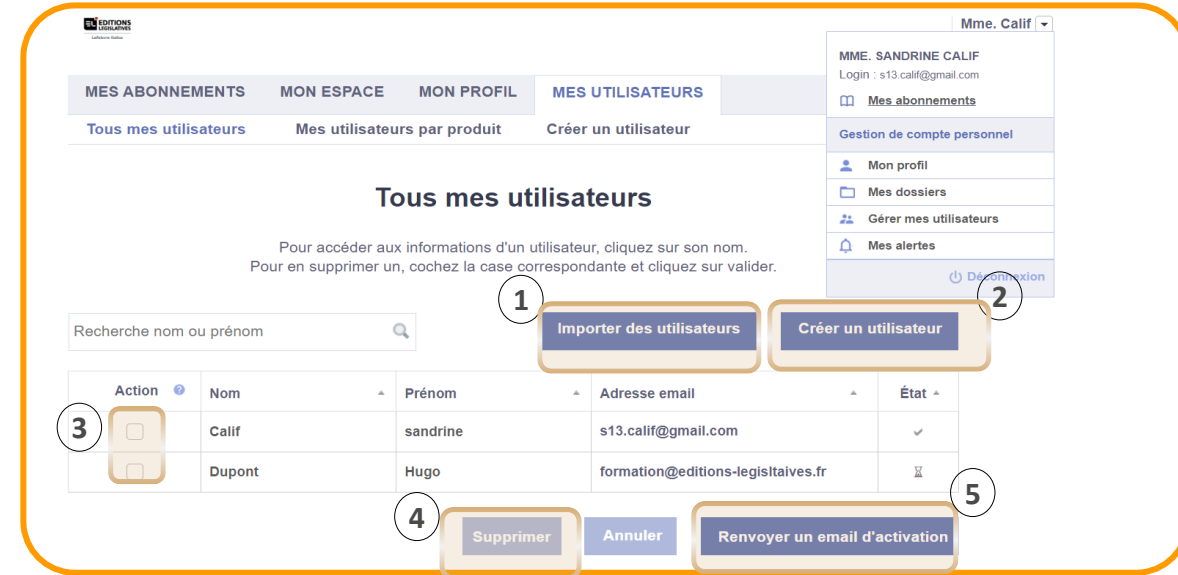 EL EDITIONS
LEGISLATIVES
Lefebvre Dalloz
Mme. Calif
MME. SANDRINE CALIF
Login : s13.calif@gmail.com
Mes abonnements
Gestion de compte personnel
Mon profil
Mes dossiers
Gérer mes utilisateurs
Mes alertes
Déconnexion
MES ABONNEMENTS MON ESPACE MON PROFIL MES UTILISATEURS
Tous mes utilisateurs Mes utilisateurs par produit Créer un utilisateur
Tous mes utilisateurs
Pour accéder aux informations d'un utilisateur, cliquez sur son nom.
Pour en supprimer un, cochez la case correspondante et cliquez sur valider.
1 2
Recherche nom ou prénom Importer des utilisateurs Créer un utilisateur
Action ? Nom Prénom Adresse email État
3 Calif sandrine s13.calif@gmail.com
Dupont Hugo formation@editions-legisltaives.fr
4 5
Supprimer Annuler Renvoyer un email d'activation